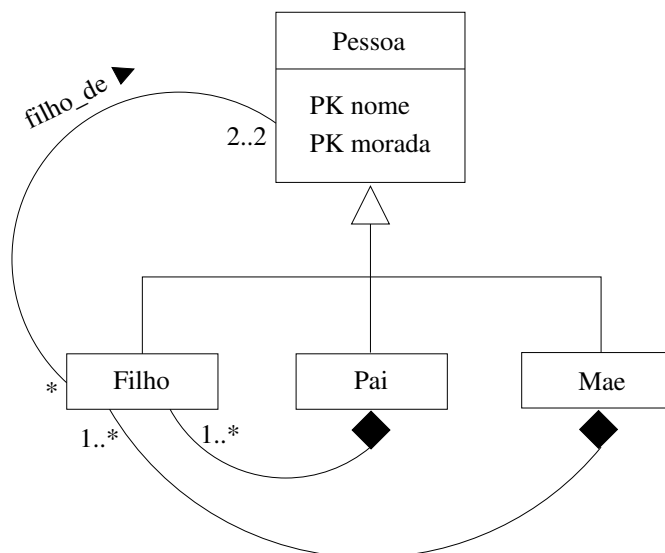 Pessoa
filho_de
PK nome
PK morada
2..2
Filho
Pai
Mae
*
1..*
1..*